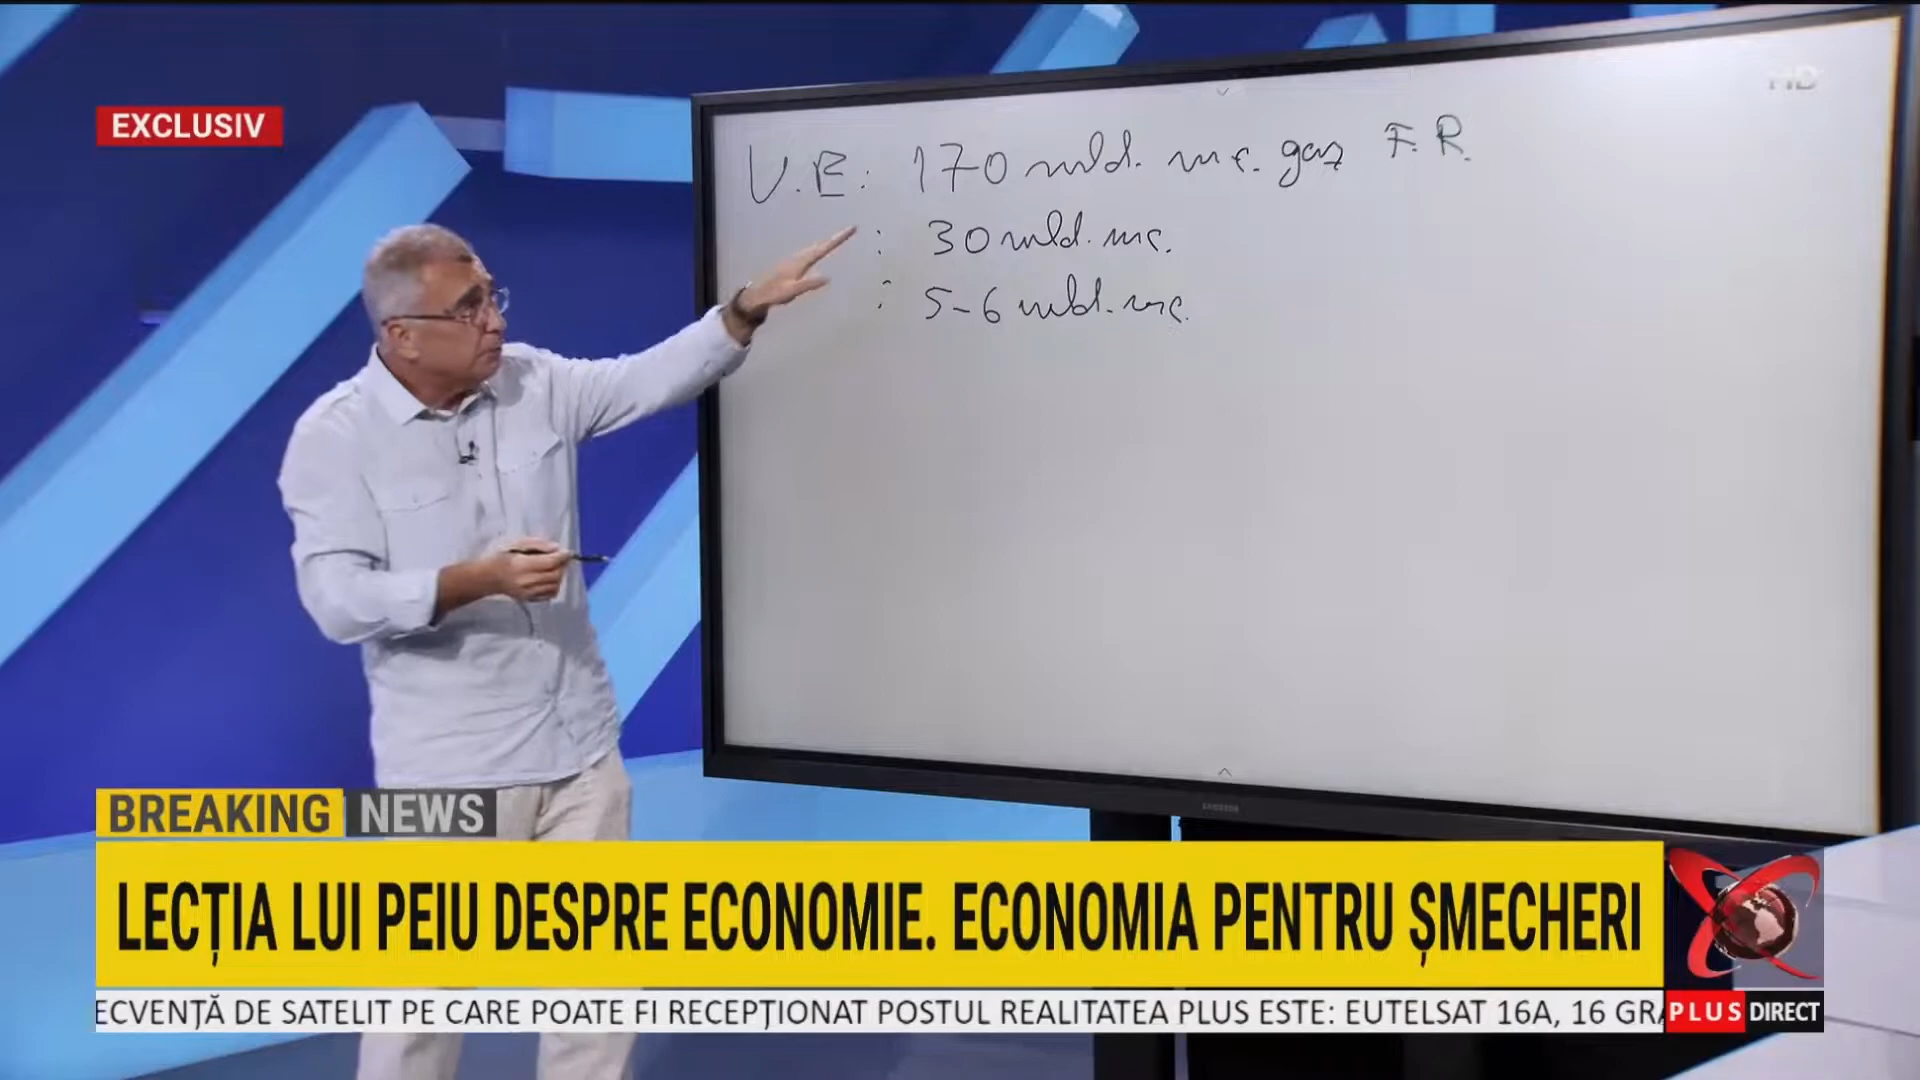 HD
EXCLUSIV
U.E: 170 mld. mc. gaz F.R.
: 30 mld. mc.
: 5-6 mld. mc.
SAMSUNG
BREAKING NEWS
LECȚIA LUI PEIU DESPRE ECONOMIE. ECONOMIA PENTRU ȘMECHERI
ECVENȚĂ DE SATELIT PE CARE POATE FI RECEPȚIONAT POSTUL REALITATEA PLUS ESTE: EUTELSAT 16A, 16 GRA
PLUS DIRECT